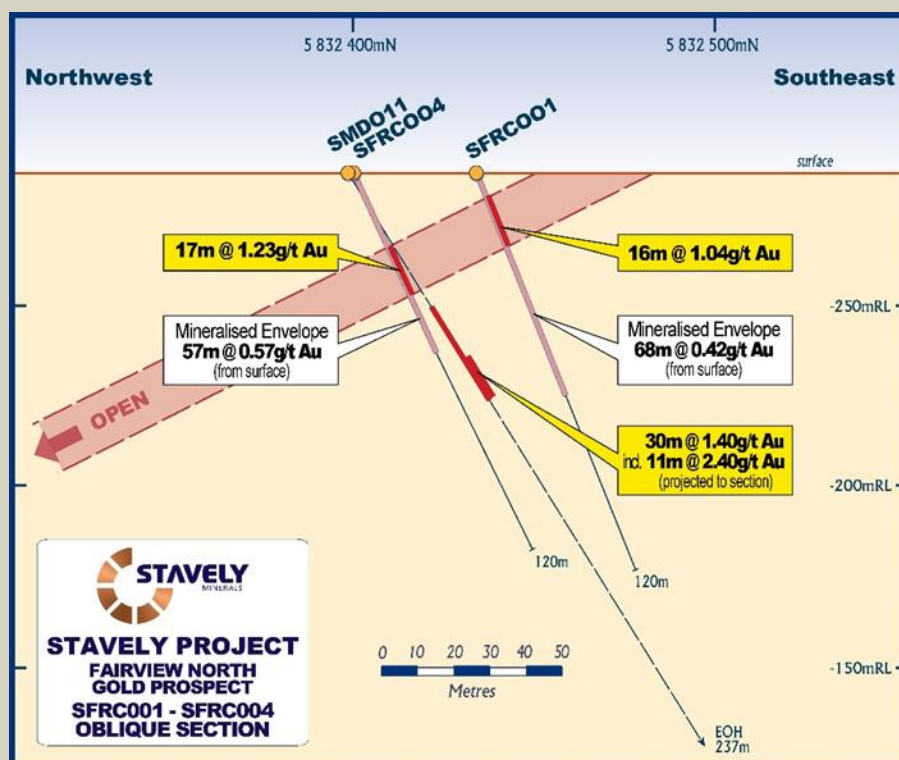 5 832 400mN
5 832 500mN
Northwest
Southeast
SMDO11
SFRCOO4
SFRCOO1
surface
17m @ 1.23g/t Au
16m @ 1.04g/t Au
-250mRL
Mineralised Envelope
57m @ 0.57g/t Au
(from surface)
Mineralised Envelope
68m @ 0.42g/t Au
(from surface)
OPEN
30m @ 1.40g/t Au
incl. 11m @ 2.40g/t Au
(projected to section)
-200mRL
120m
120m
STAVELY
MINERALS
STAVELY PROJECT
FAIRVIEW NORTH
GOLD PROSPECT
SFRC001 - SFRC004
OBLIQUE SECTION
0 10 20 30 40 50
Metres
-150mRL
EOH
237m